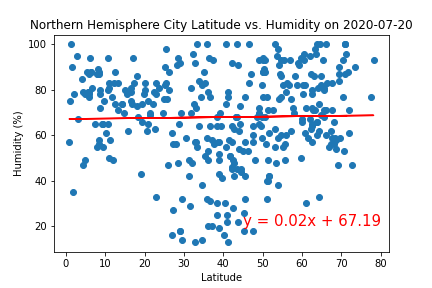 Northern Hemisphere City Latitude vs. Humidity on 2020-07-20
100
80
60
40
20
Humidity (%)
y = 0.02x + 67.19
0 10 20 30 40 50 60 70 80
Latitude